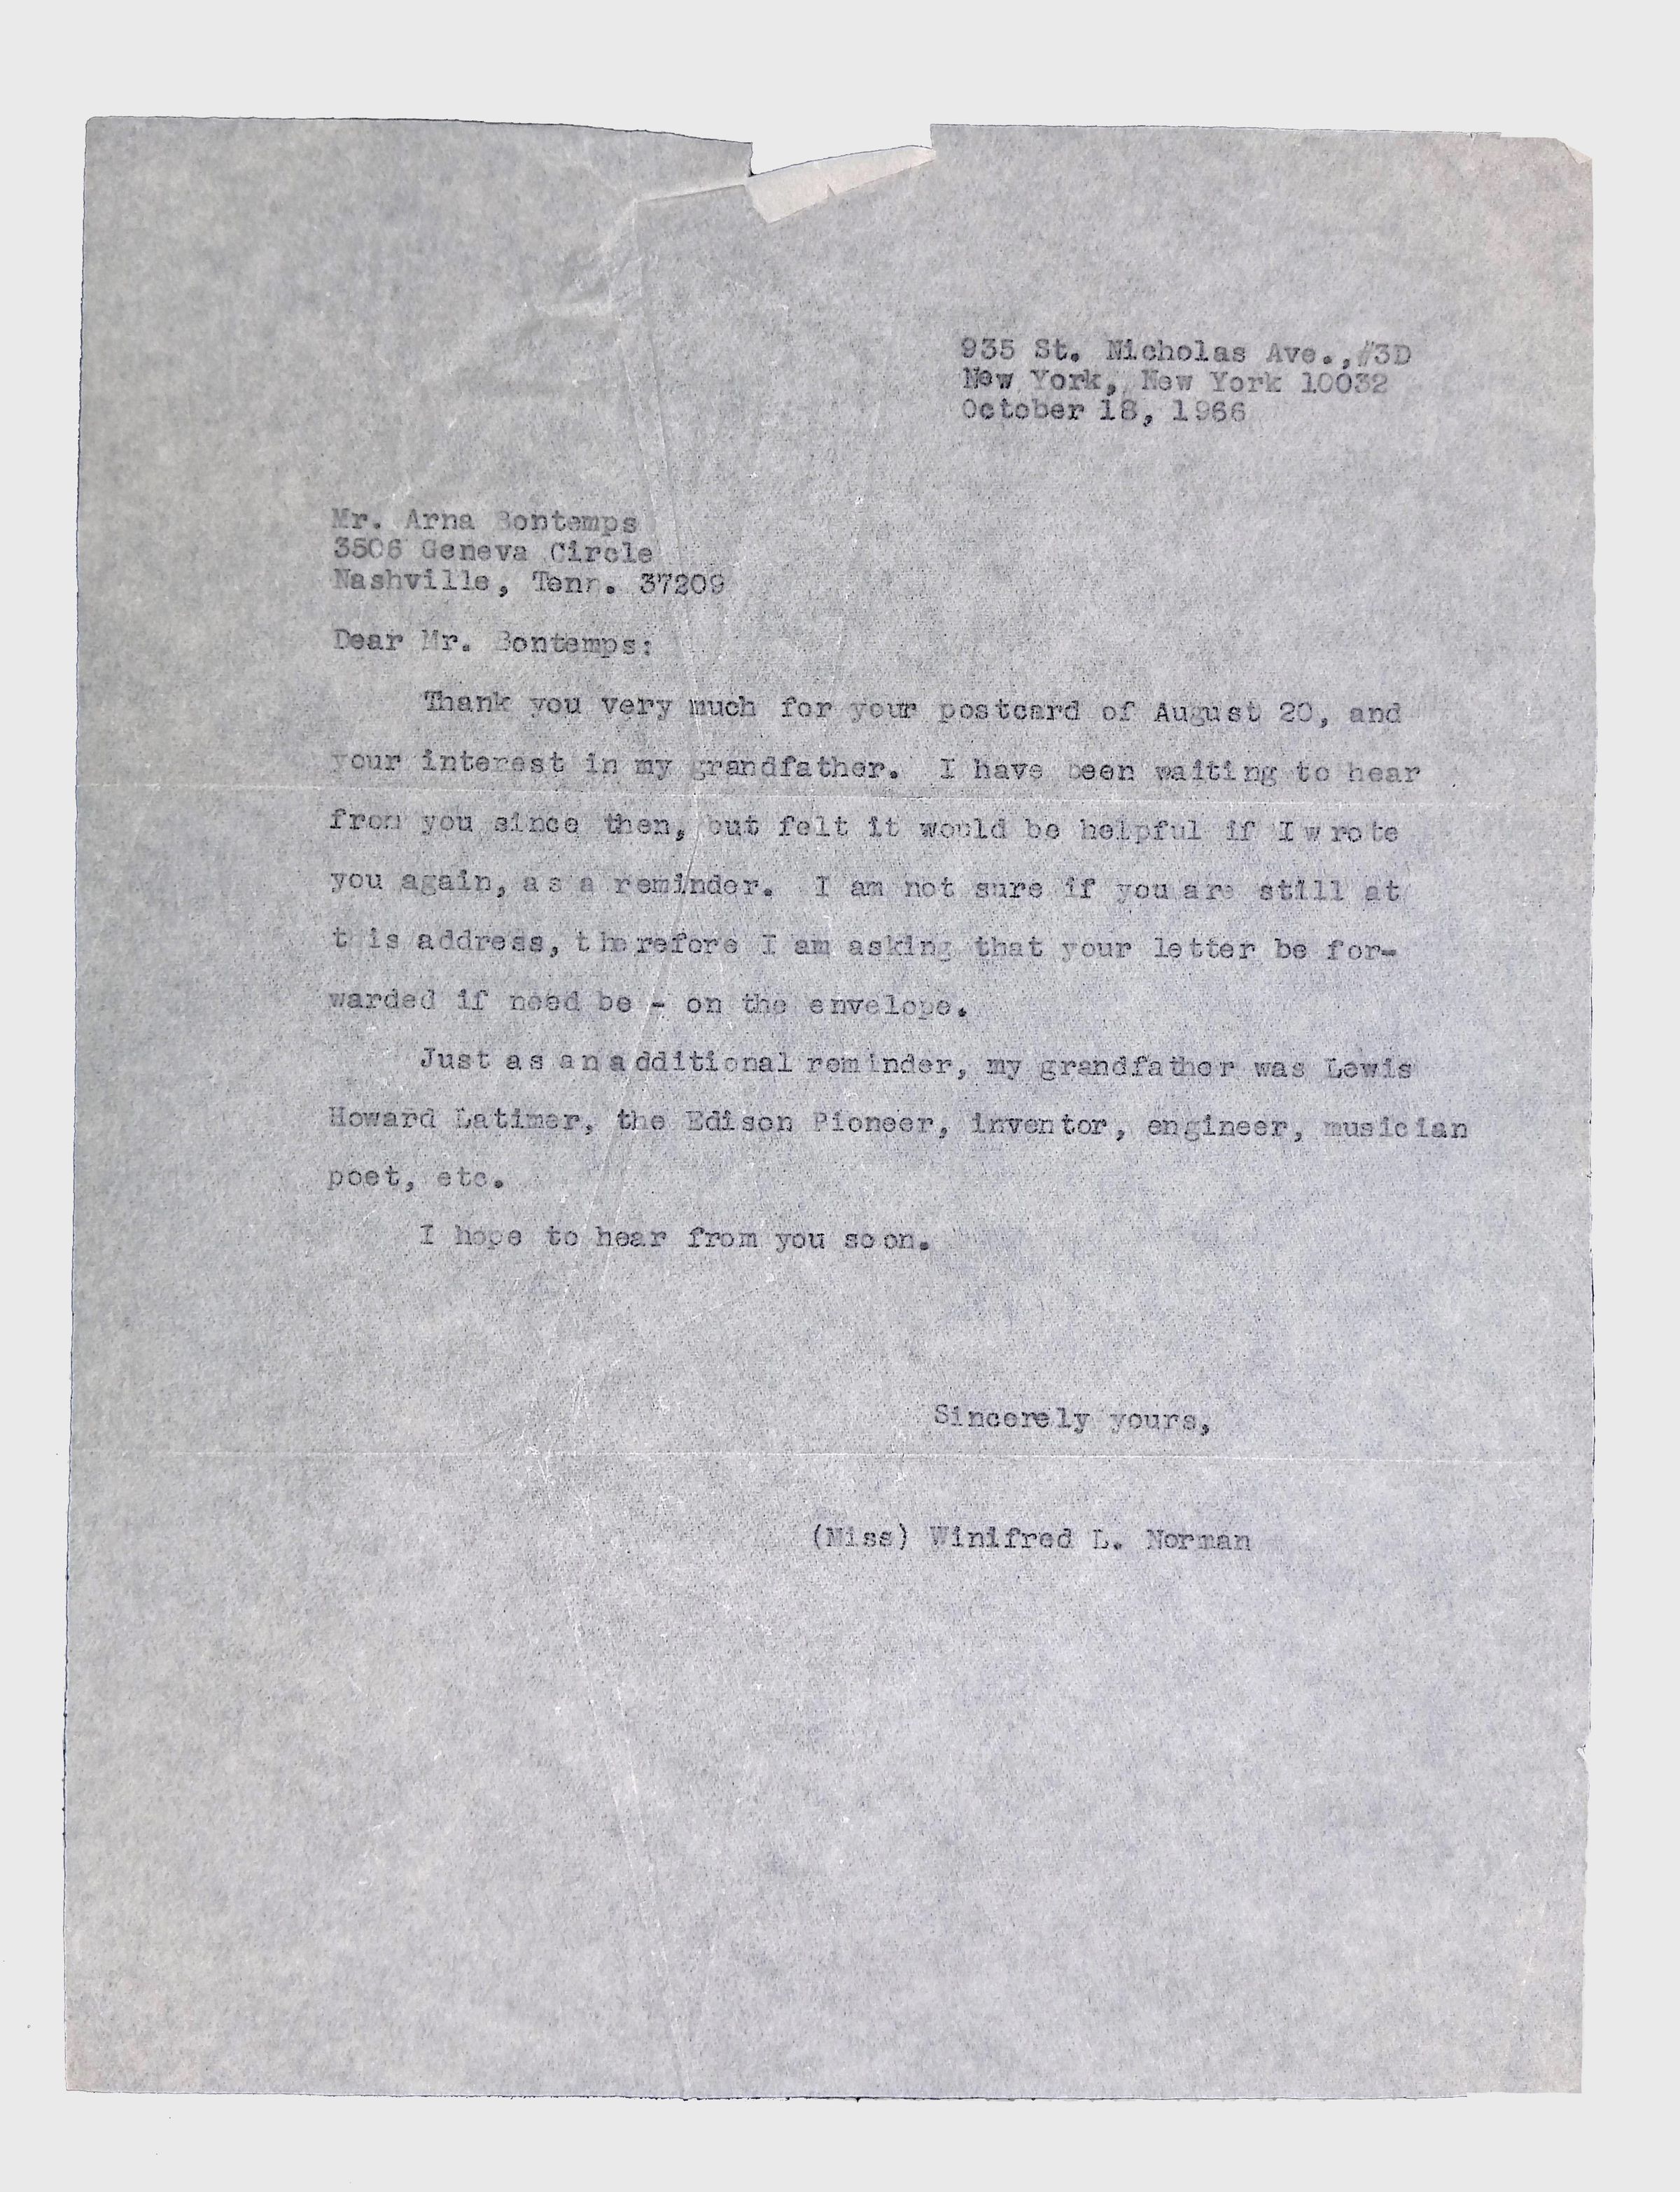 935 St. Nicholas Ave.,#3D
New York, New York 10032
October 18, 1966
Mr. Arna Bontemps
3506 Geneva Circle
Nashville, Tenn. 37209
Dear Mr. Bontemps:
Thank you very much for your postcard of August 20, and
your interest in my grandfather. I have been waiting to hear
from you since then, but felt it would be helpful if I wrote
you again, as a reminder. I am not sure if you are still at
this address, therefore I am asking that your letter be for-
warded if need be - on the envelope.
Just as an additional reminder, my grandfather was Lewis
Howard Latimer, the Edison Pioneer, inventor, engineer, musician
poet, etc.
I hope to hear from you soon.
Sincerely yours,
(Miss) Winifred L. Norman